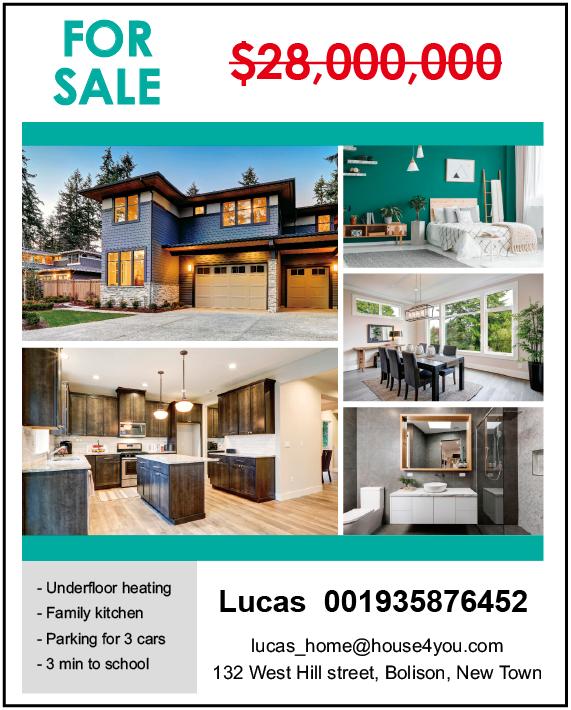 FOR
SALE
$28,000,000
- Underfloor heating
- Family kitchen
- Parking for 3 cars
- 3 min to school
Lucas 001935876452
lucas_home@house4you.com
132 West Hill street, Bolison, New Town